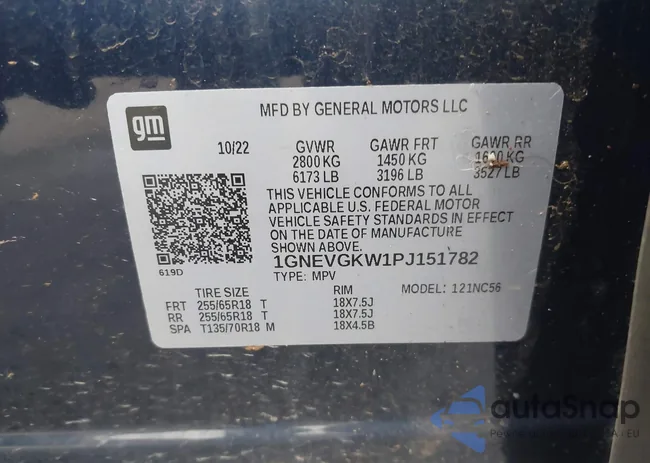 gm
MFD BY GENERAL MOTORS LLC
10/22 GVWR GAWR FRT GAWR RR
2800 KG 1450 KG 1600 KG
6173 LB 3196 LB 3527 LB
THIS VEHICLE CONFORMS TO ALL
APPLICABLE U.S. FEDERAL MOTOR
VEHICLE SAFETY STANDARDS IN EFFECT
ON THE DATE OF MANUFACTURE
SHOWN ABOVE.
619D
1GNEVGKW1PJ151782
TYPE: MPV MODEL: 121NC56
TIRE SIZE RIM
FRT 255/65R18 T 18X7.5J
RR 255/65R18 T 18X7.5J
SPA T135/70R18 M 18X4.5B
autoSnap